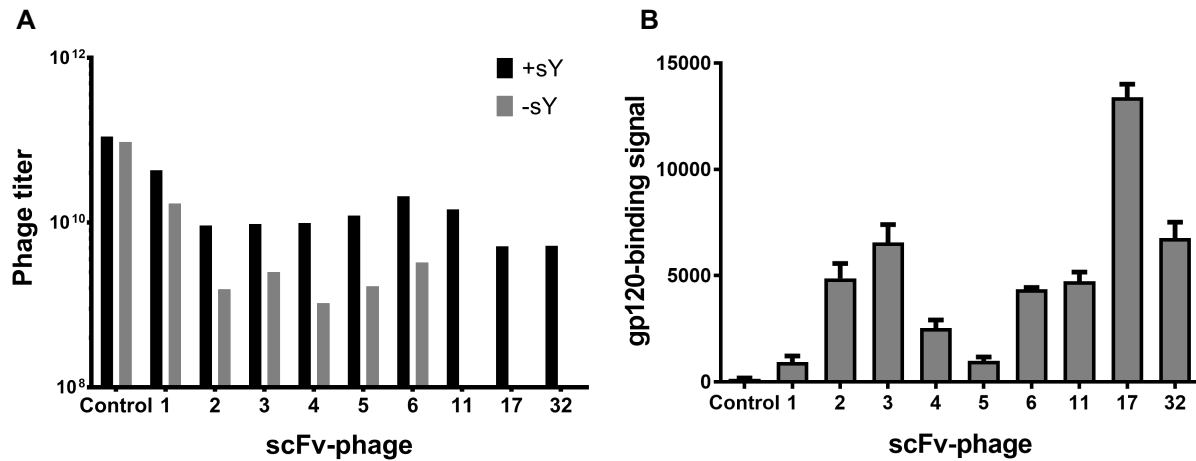 A
10¹²
10¹⁰
10⁸
Phage titer
+sY
-sY
Control 1 2 3 4 5 6 11 17 32
scFv-phage
B
15000
10000
5000
0
gp120-binding signal
Control 1 2 3 4 5 6 11 17 32
scFv-phage